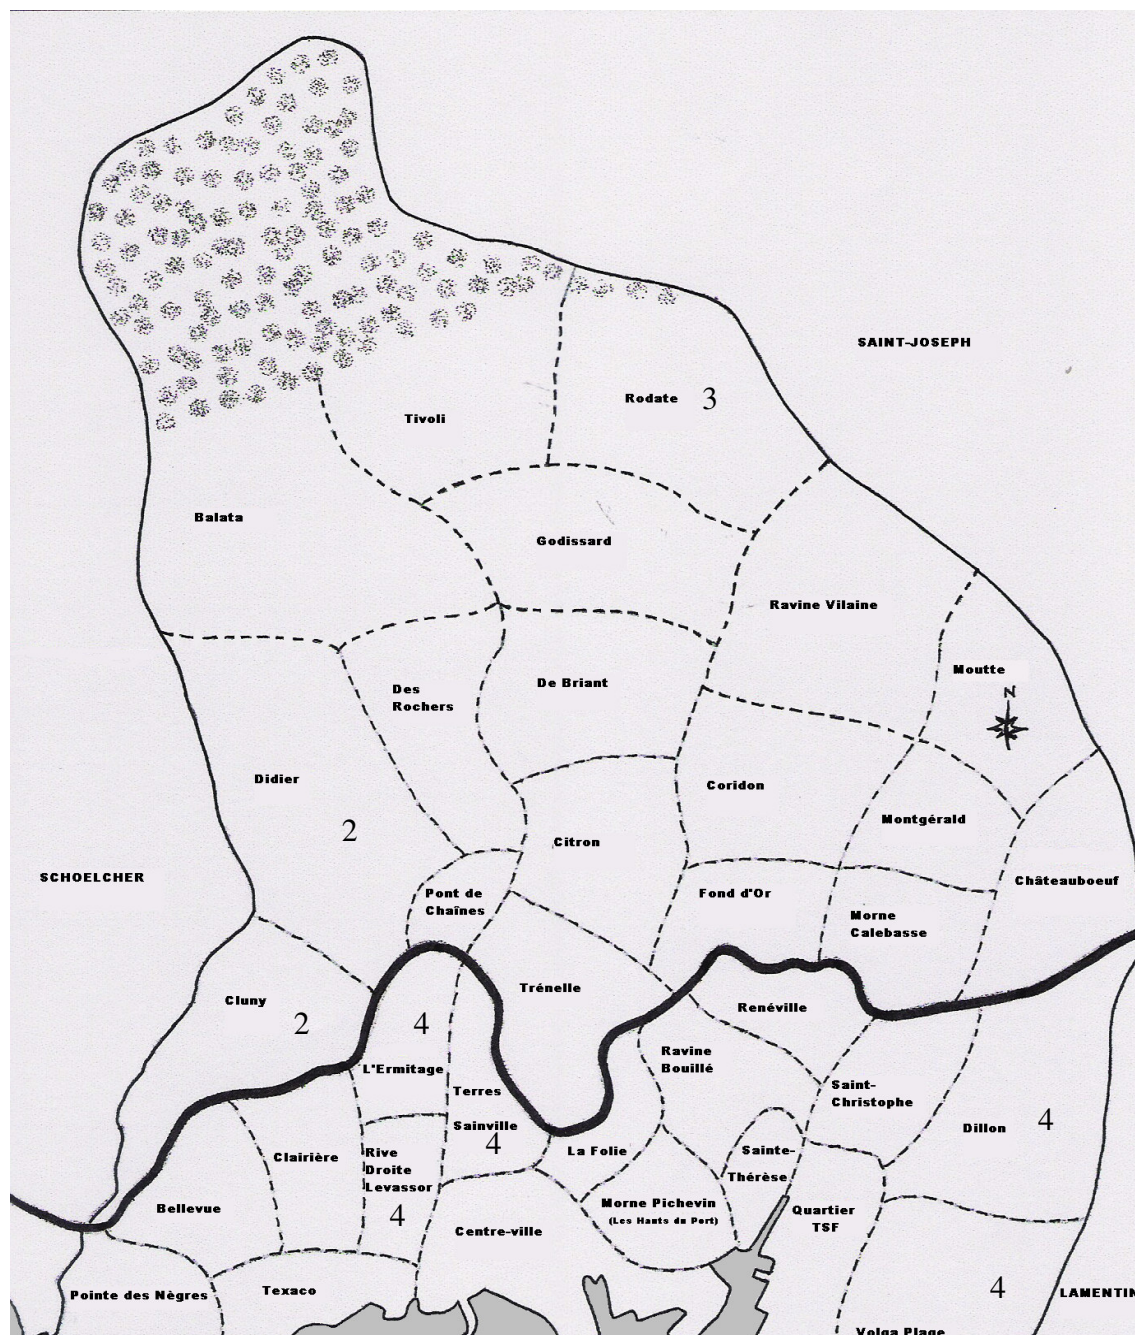 SAINT-JOSEPH
Rodate 3
Tivoli
Balata
Godissard
Ravine Vilaine
Moutte
N
De Briant
Des
Rochers
Didier
Coridon
2
Montgérald
Citron
SCHOELCHER
Châteauboeuf
Pont de
Chaînes
Fond d'Or
Morne
Calebasse
Trénelle
Cluny
2
4
Renéville
L'Ermitage
Ravine
Bouillé
Terres
Sainville
4
Saint-
Christophe
Dillon 4
Clairière
Rive
Droite
Levassor
4
La Folie
Sainte-
Thérèse
Bellevue
Morne Pichevin
(Les Hauts du Port)
Quartier
TSF
Centre-ville
Pointe des Nègres
Texaco
4
LAMENTIN
Volga Plage